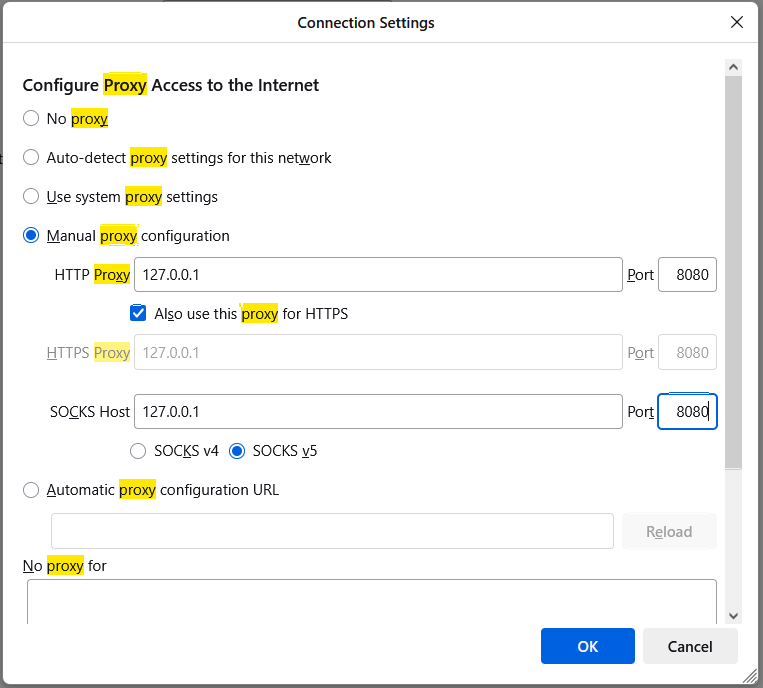 Connection Settings
Configure Proxy Access to the Internet
No proxy
Auto-detect proxy settings for this network
Use system proxy settings
Manual proxy configuration
HTTP Proxy 127.0.0.1 Port 8080
Also use this proxy for HTTPS
HTTPS Proxy 127.0.0.1 Port 8080
SOCKS Host 127.0.0.1 Port 8080
SOCKS v4 SOCKS v5
Automatic proxy configuration URL
Reload
No proxy for
OK Cancel